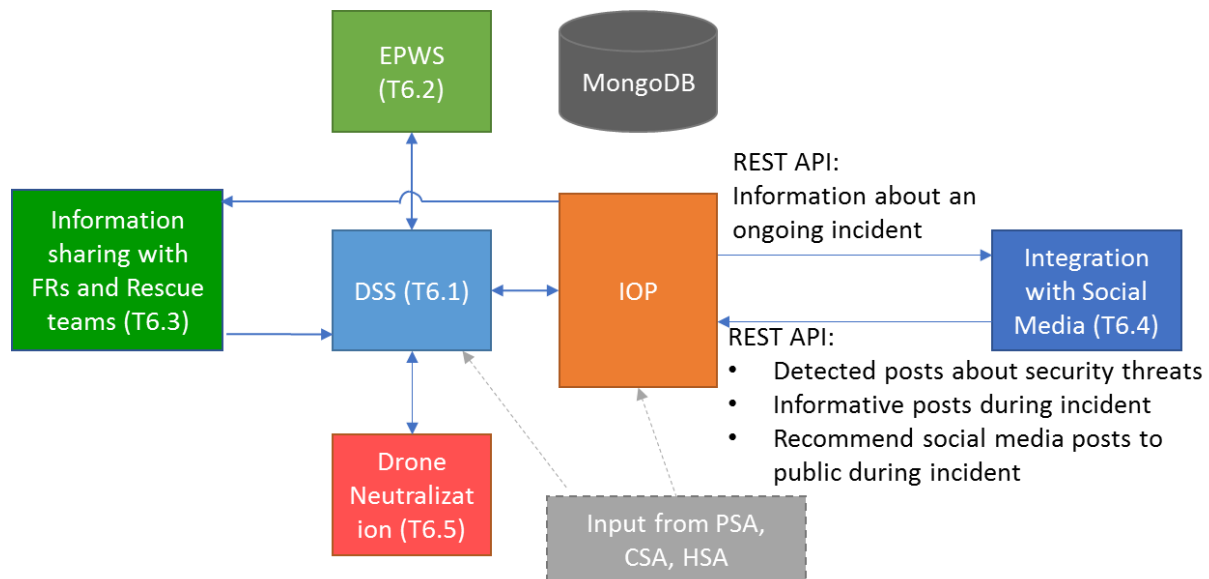 EPWS
(T6.2)
MongoDB
REST API:
Information about an
ongoing incident
Information
sharing with
FRs and Rescue
teams (T6.3)
DSS (T6.1)
IOP
Integration
with Social
Media (T6.4)
REST API:
• Detected posts about security threats
• Informative posts during incident
• Recommend social media posts to
public during incident
Drone
Neutralizat
ion (T6.5)
Input from PSA,
CSA, HSA